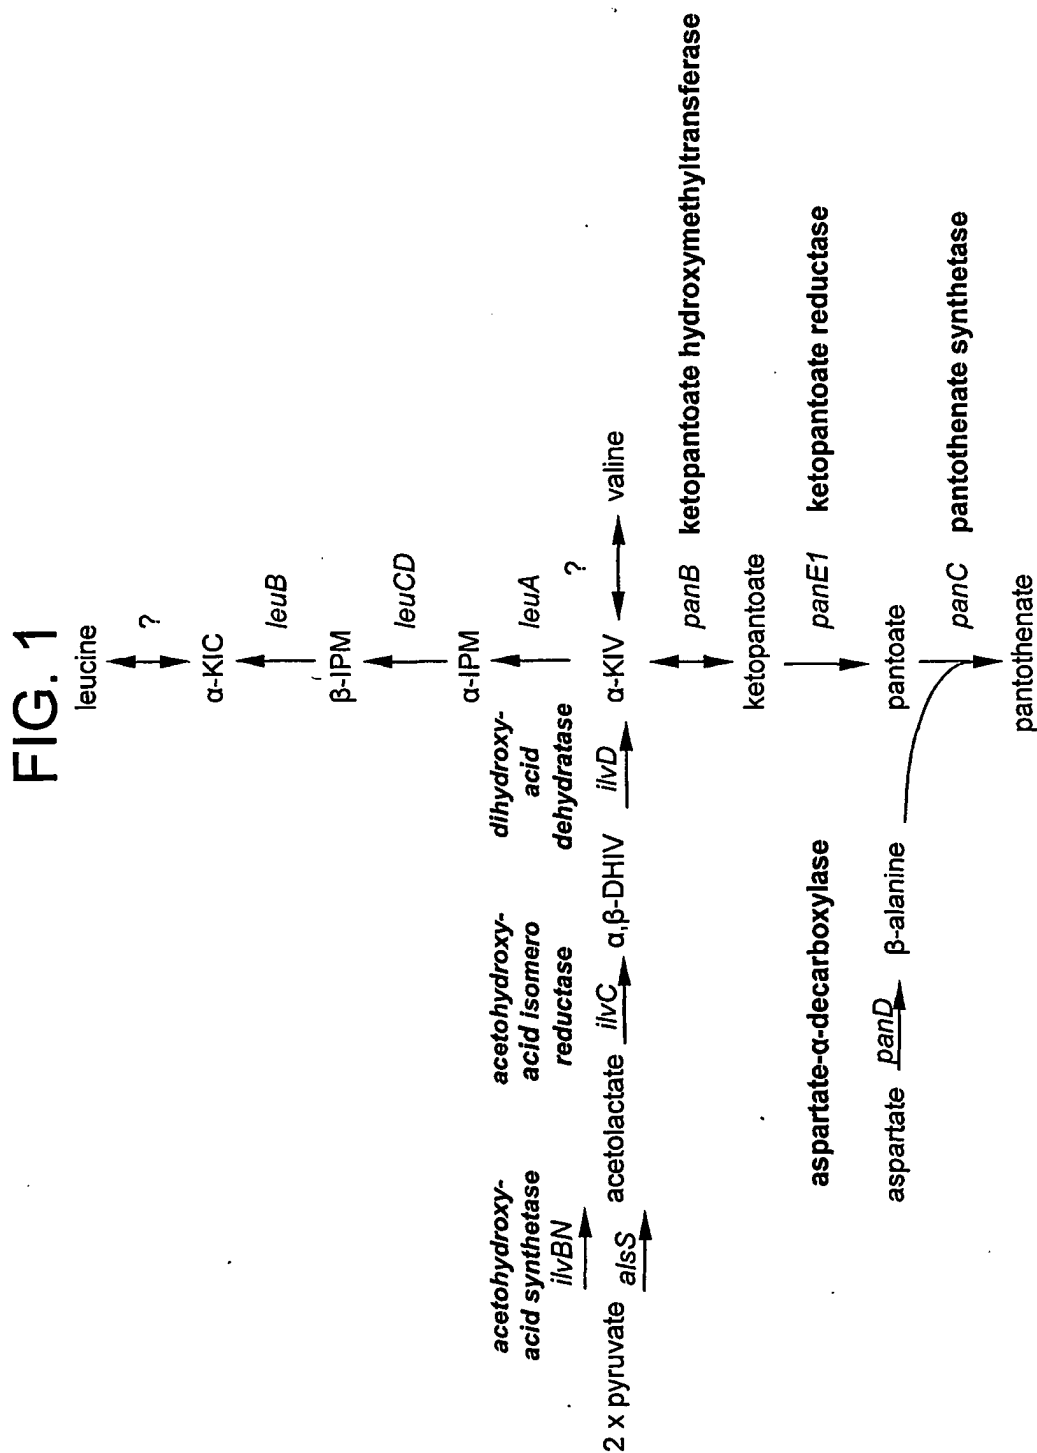 FIG. 1
leucine
?
α-KIC
leuB
β-IPM
leuCD
α-IPM
leuA
acetohydroxy-
acid synthetase
ilvBN
acetohydroxy-
acid isomero
reductase
dihydroxy-
acid
dehydratase
?
2 x pyruvate
alsS
acetolactate
ilvC
α,β-DHIV
ilvD
α-KIV
valine
panB
ketopantoate hydroxymethyltransferase
ketopantoate
aspartate-α-decarboxylase
panE1
ketopantoate reductase
aspartate
panD
β-alanine
pantoate
panC
pantothenate synthetase
pantothenate